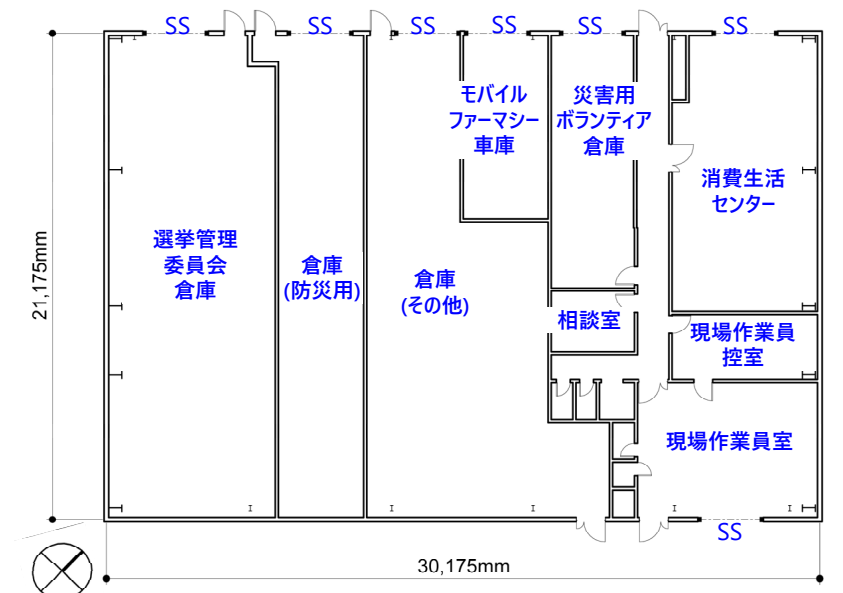 SS
SS
SS
SS
SS
SS
モバイル
ファーマシー
車庫
災害用
ボランティア
倉庫
消費生活
センター
選挙管理
委員会
倉庫
倉庫
(防災用)
倉庫
(その他)
相談室
現場作業員
控室
現場作業員室
SS
21,175mm
30,175mm